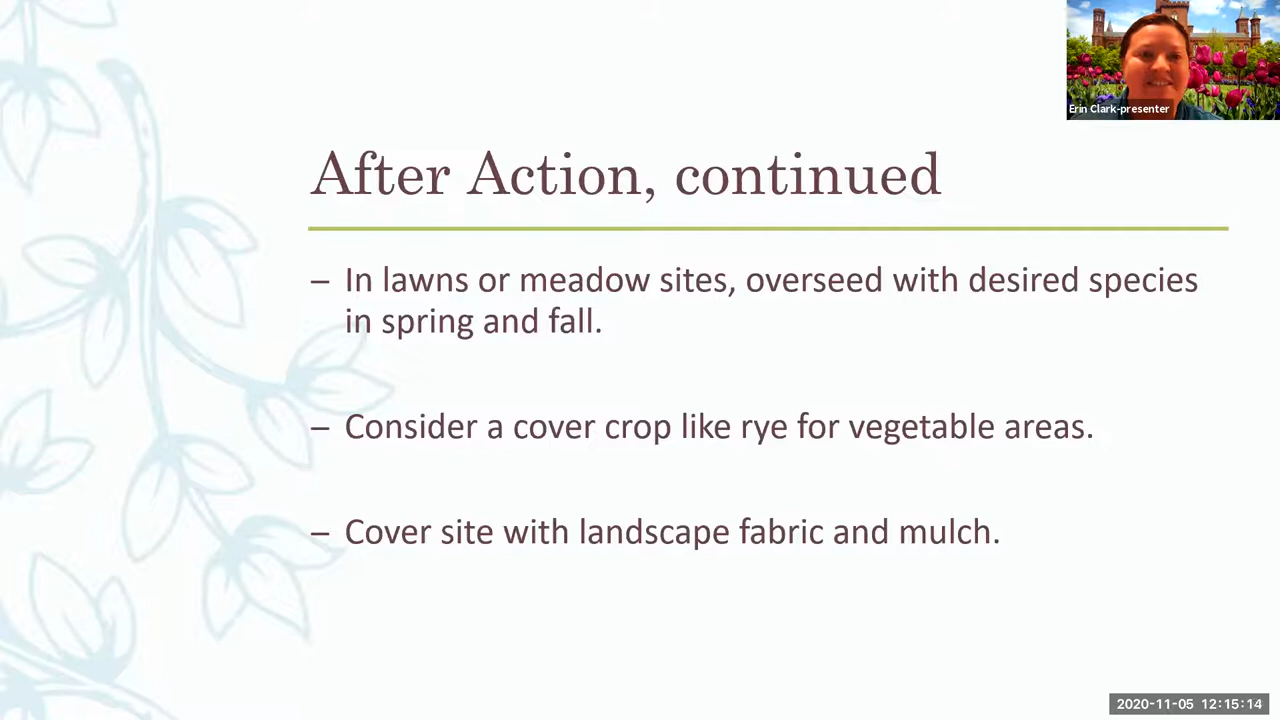 Erin Clark-presenter
After Action, continued
– In lawns or meadow sites, overseed with desired species
in spring and fall.
– Consider a cover crop like rye for vegetable areas.
– Cover site with landscape fabric and mulch.
2020-11-05 12:15:14